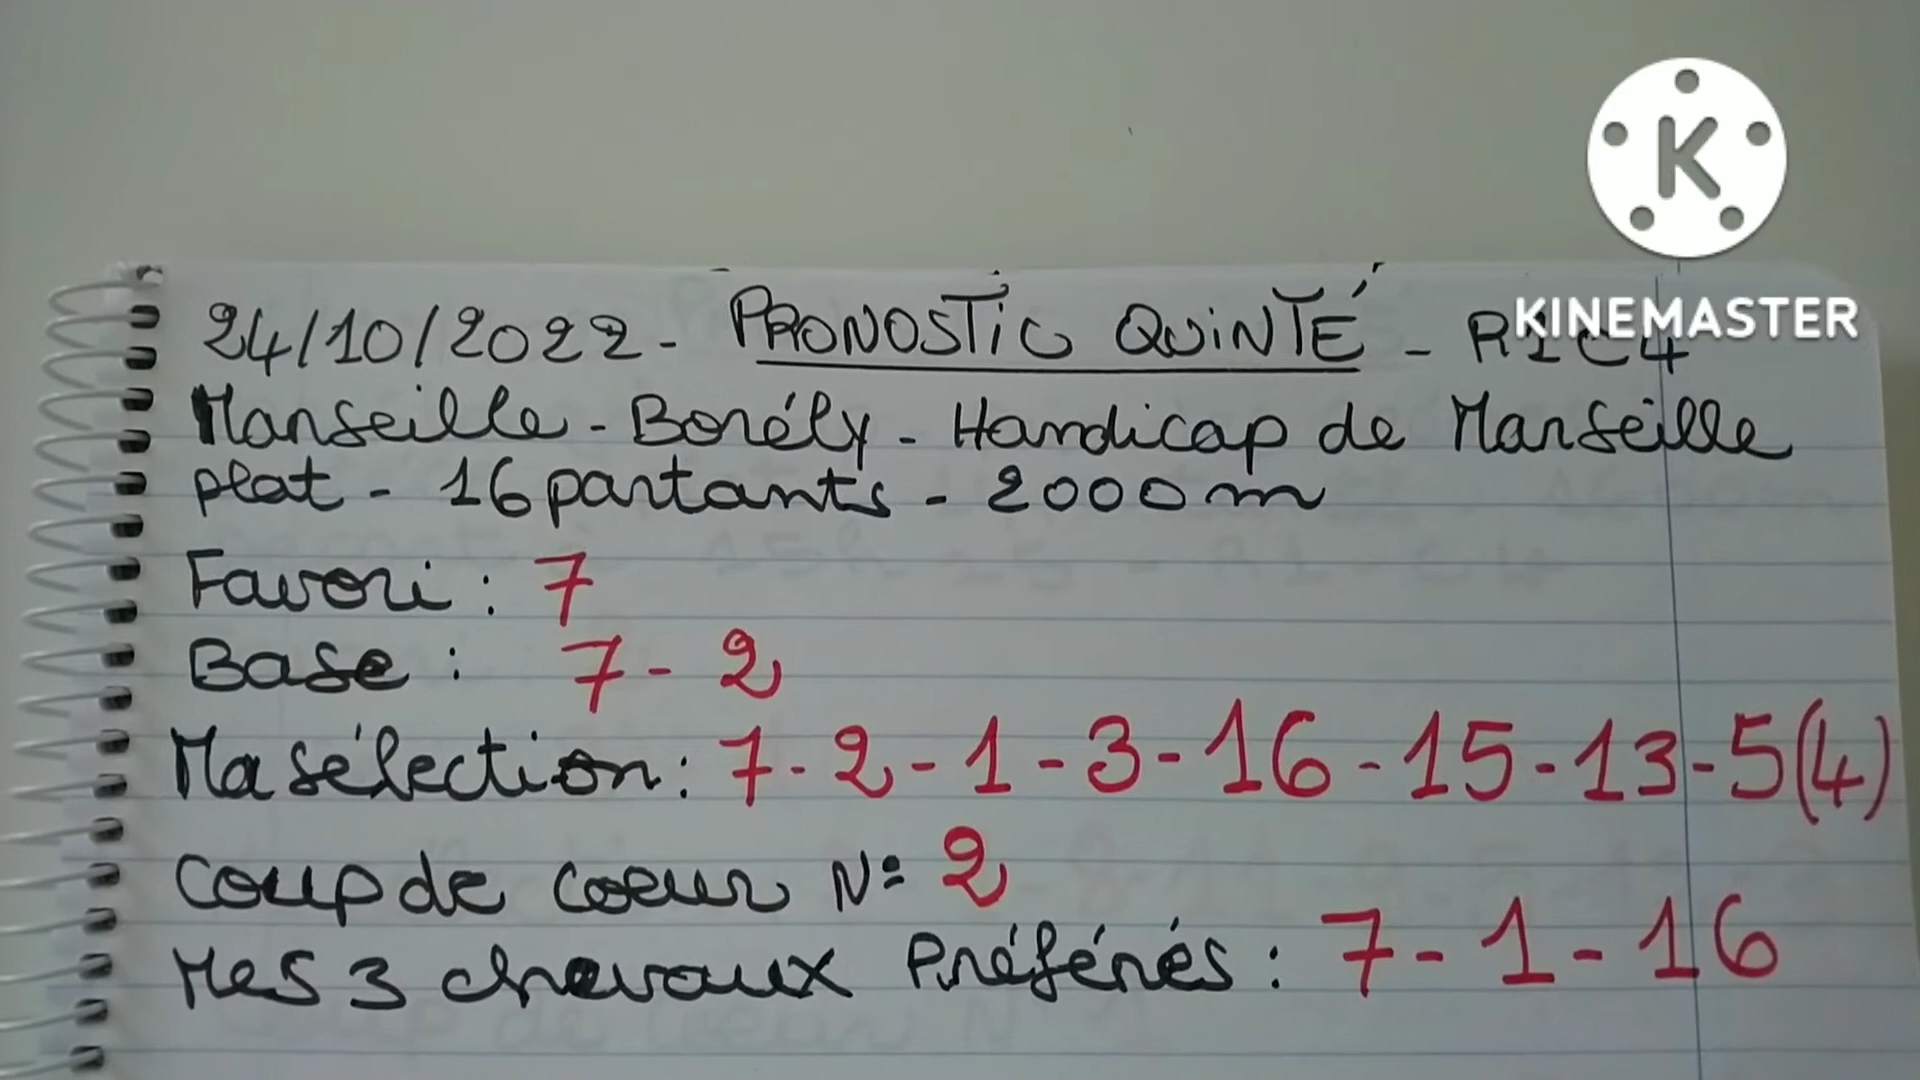 K
KINEMASTER
24/10/2022 - PRONOSTIC QUINTÉ - R1C4
Marseille - Borély - Handicap de Marseille
plat - 16 partants - 2000m
Favori : 7
Base : 7 - 2
Ma sélection : 7 - 2 - 1 - 3 - 16 - 15 - 13 - 5 (4)
Coup de coeur N° 2
Mes 3 chevaux Préférés : 7 - 1 - 16